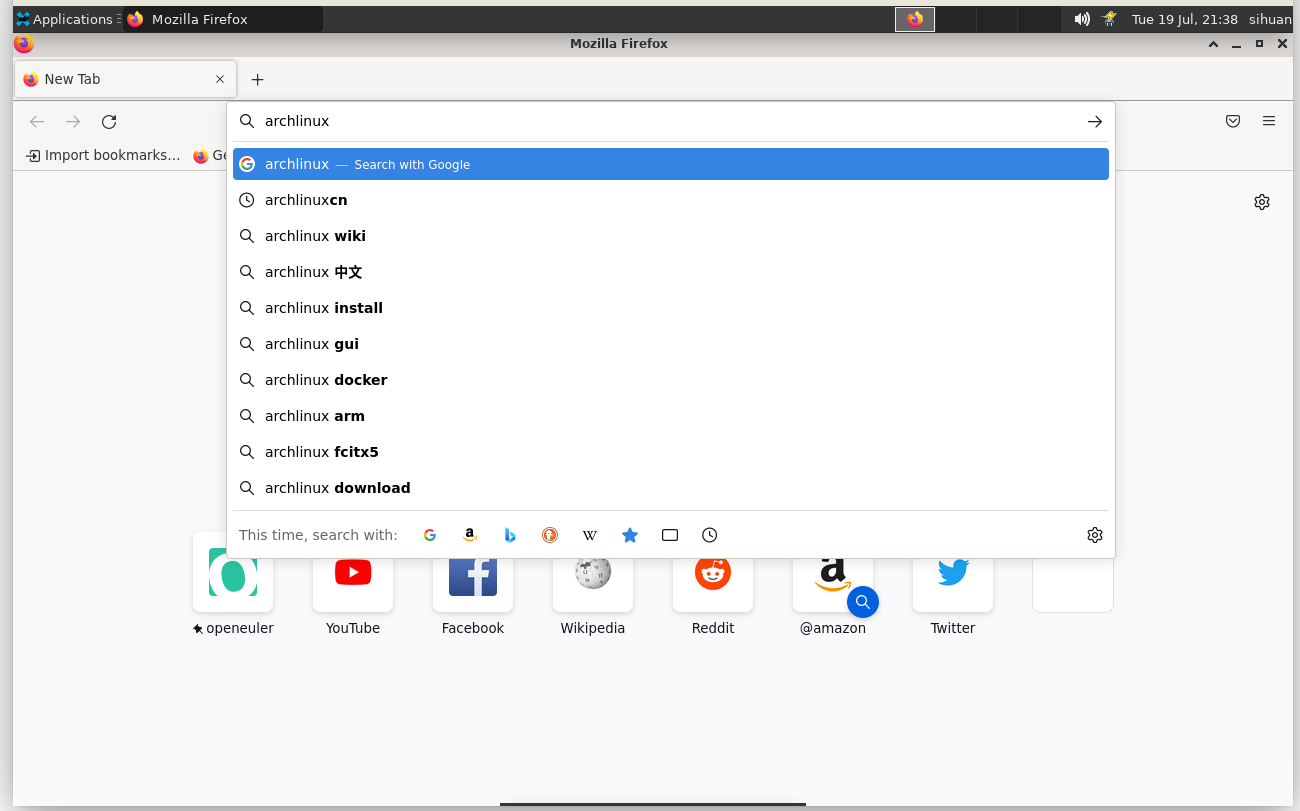 Applications Mozilla Firefox Tue 19 Jul, 21:38 sihuan
Mozilla Firefox
New Tab
archlinux
Import bookmarks... Ge
archlinux — Search with Google
archlinuxcn
archlinux wiki
archlinux 中文
archlinux install
archlinux gui
archlinux docker
archlinux arm
archlinux fcitx5
archlinux download
This time, search with:
openeuler YouTube Facebook Wikipedia Reddit @amazon Twitter